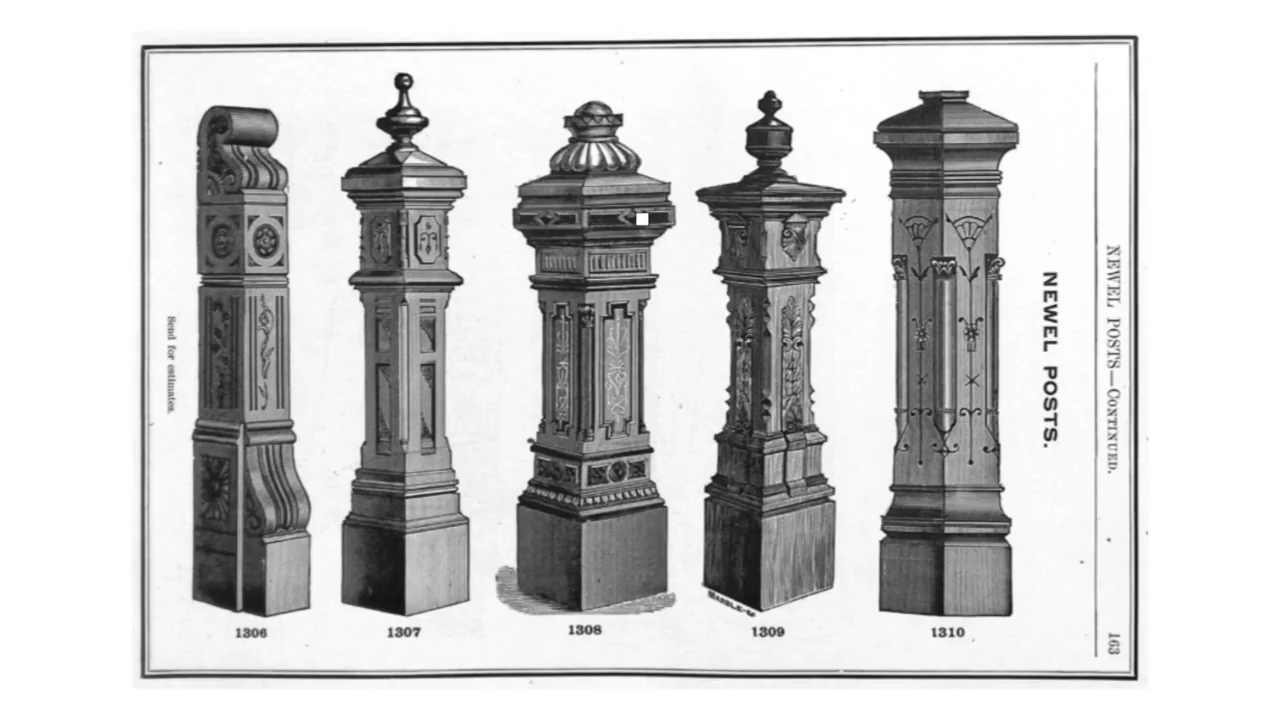 NEWEL POSTS—CONTINUED.
163
NEWEL POSTS.
1306
1307
1308
1309
1310
Send for estimates.